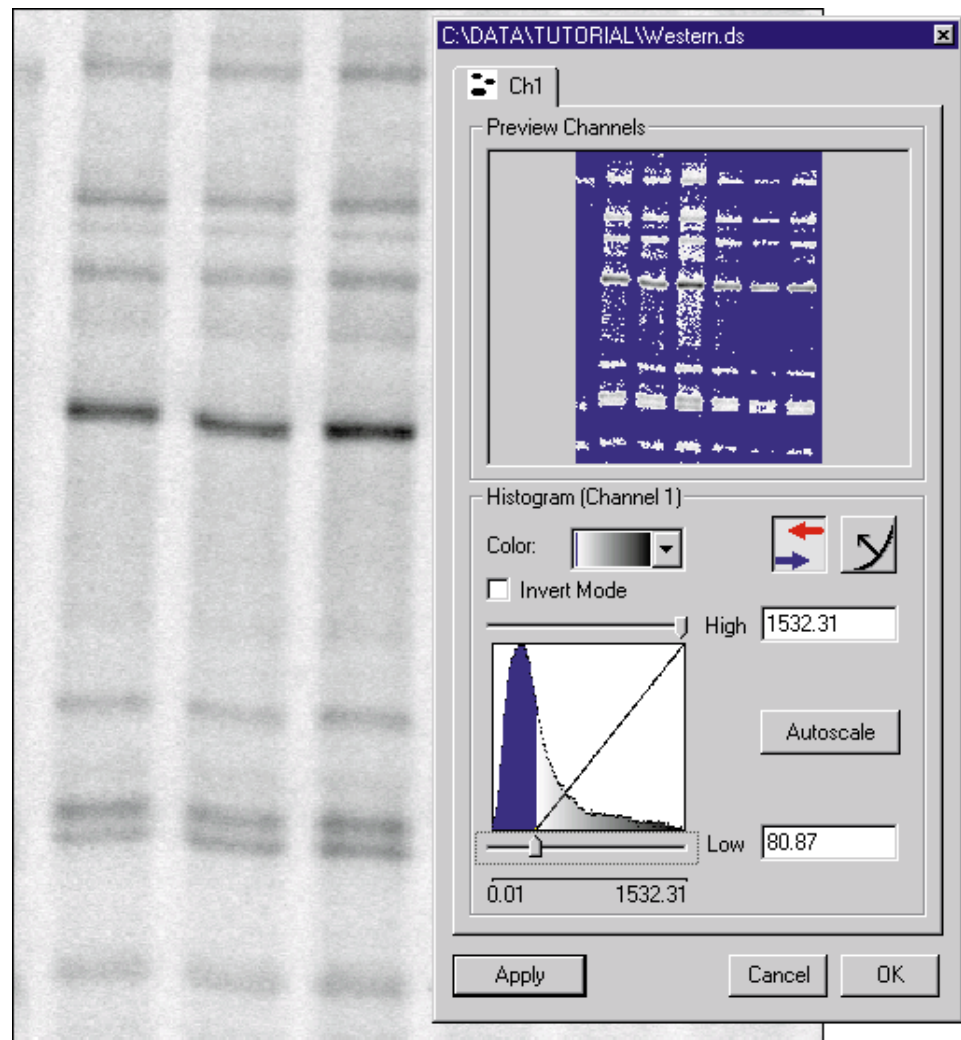 C:\DATA\TUTORIAL\Western.ds
Ch1
Preview Channels
Histogram (Channel 1)
Color:
Invert Mode
High 1532.31
Autoscale
Low 80.87
0.01 1532.31
Apply Cancel OK